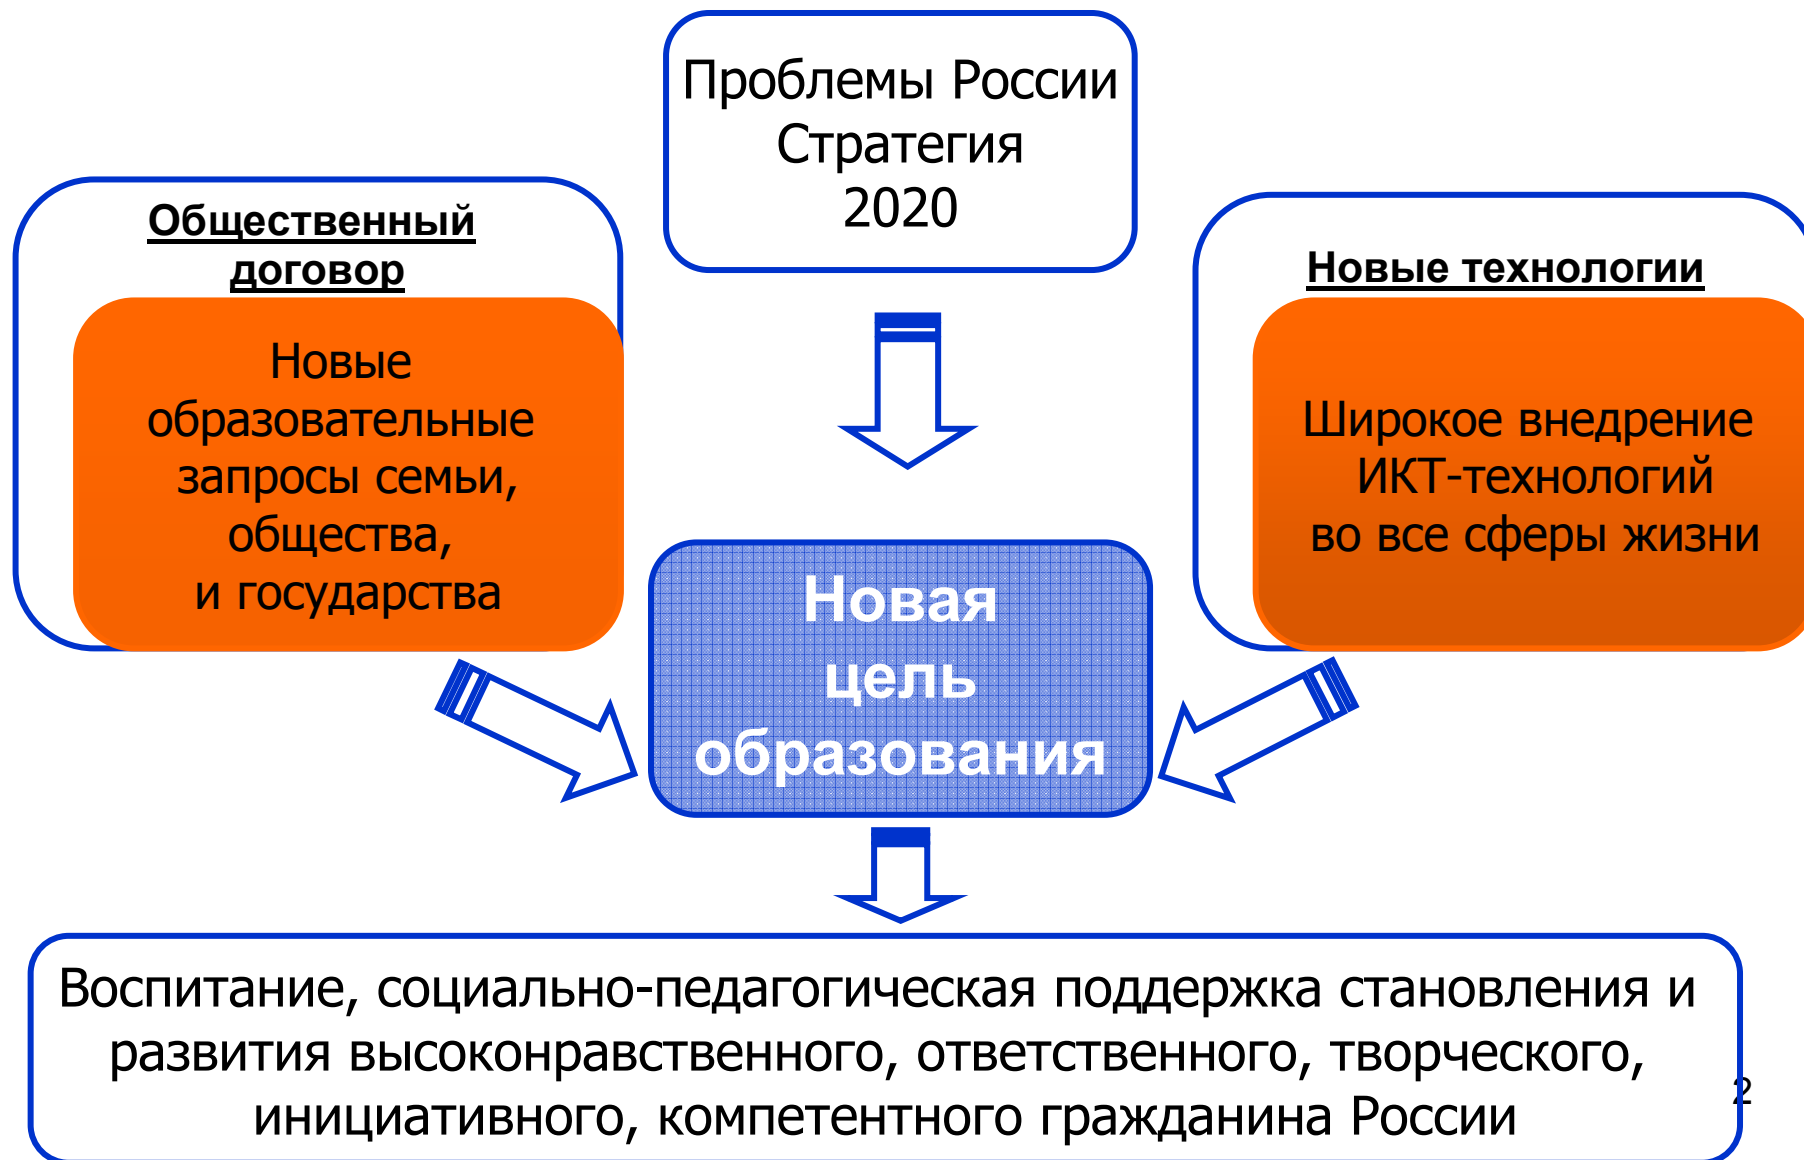 Проблемы России
Стратегия
2020
Общественный
договор
Новые
образовательные
запросы семьи,
общества,
и государства
Новые технологии
Широкое внедрение
ИКТ-технологий
во все сферы жизни
Новая
цель
образования
Воспитание, социально-педагогическая поддержка становления и
развития высоконравственного, ответственного, творческого,
инициативного, компетентного гражданина России
2